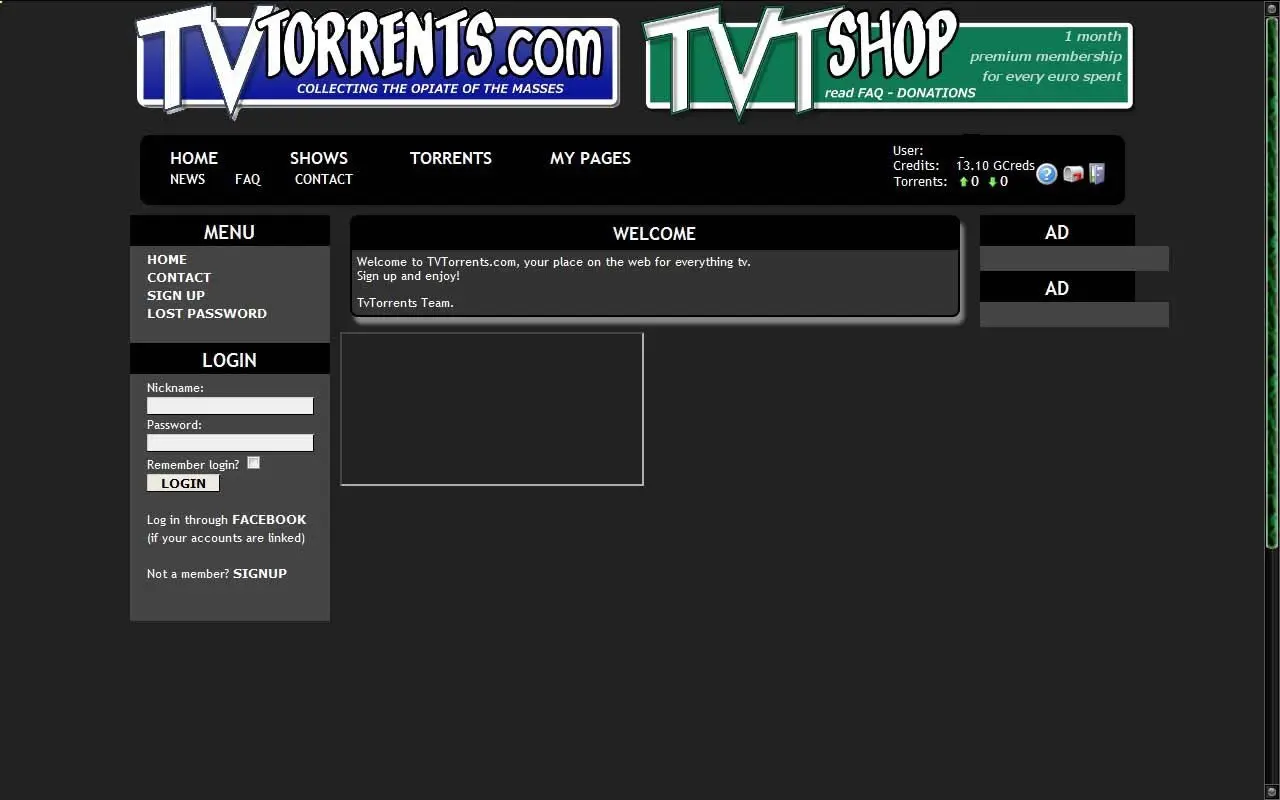 TVTORRENTS.com
COLLECTING THE OPIATE OF THE MASSES
TVTSHOP
1 month
premium membership
for every euro spent
read FAQ - DONATIONS
HOME SHOWS TORRENTS MY PAGES
NEWS FAQ CONTACT
User: _
Credits: 13.10 GCreds
Torrents: 0 0
MENU
HOME
CONTACT
SIGN UP
LOST PASSWORD
LOGIN
Nickname:
Password:
Remember login?
LOGIN
Log in through FACEBOOK
(if your accounts are linked)
Not a member? SIGNUP
WELCOME
Welcome to TVTorrents.com, your place on the web for everything tv.
Sign up and enjoy!
TvTorrents Team.
AD
AD